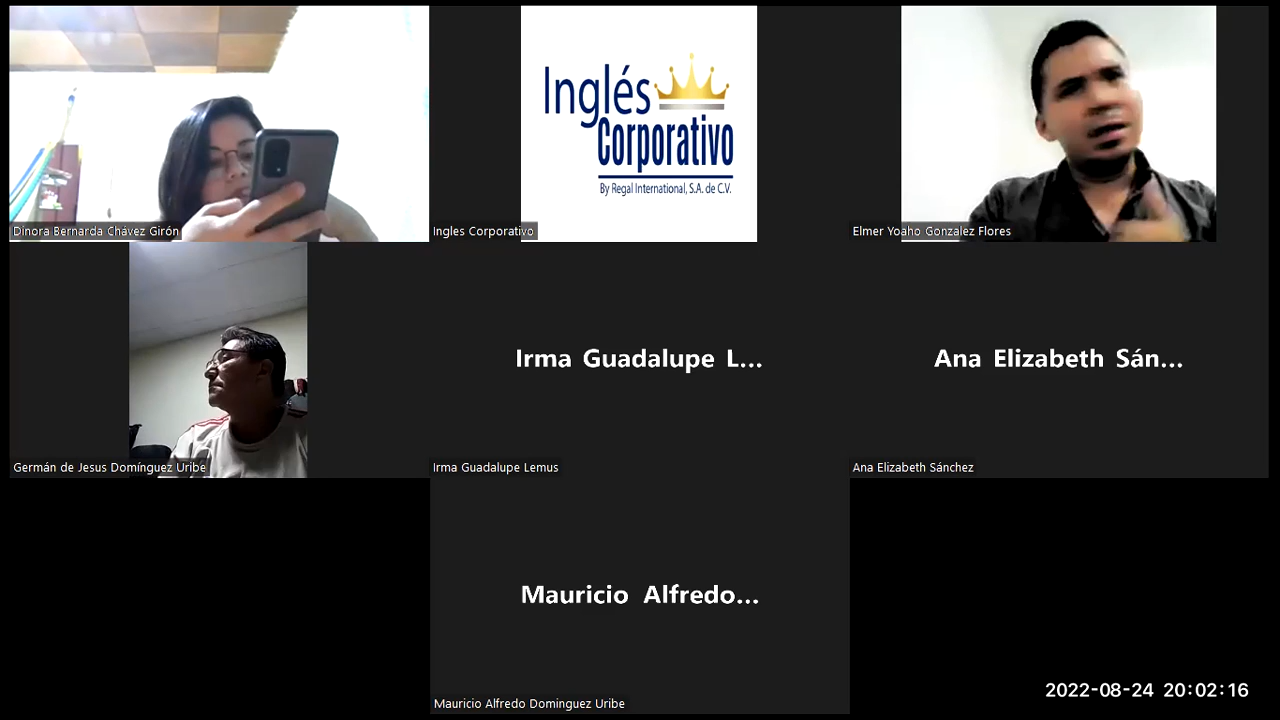 Inglés
Corporativo
By Regal International, S.A. de C.V.
Dinora Bernarda Chávez Girón
Ingles Corporativo
Elmer Yoaho Gonzalez Flores
Irma Guadalupe L...
Ana Elizabeth Sán...
Germán de Jesus Domínguez Uribe
Irma Guadalupe Lemus
Ana Elizabeth Sánchez
Mauricio Alfredo...
Mauricio Alfredo Dominguez Uribe
2022-08-24 20:02:16